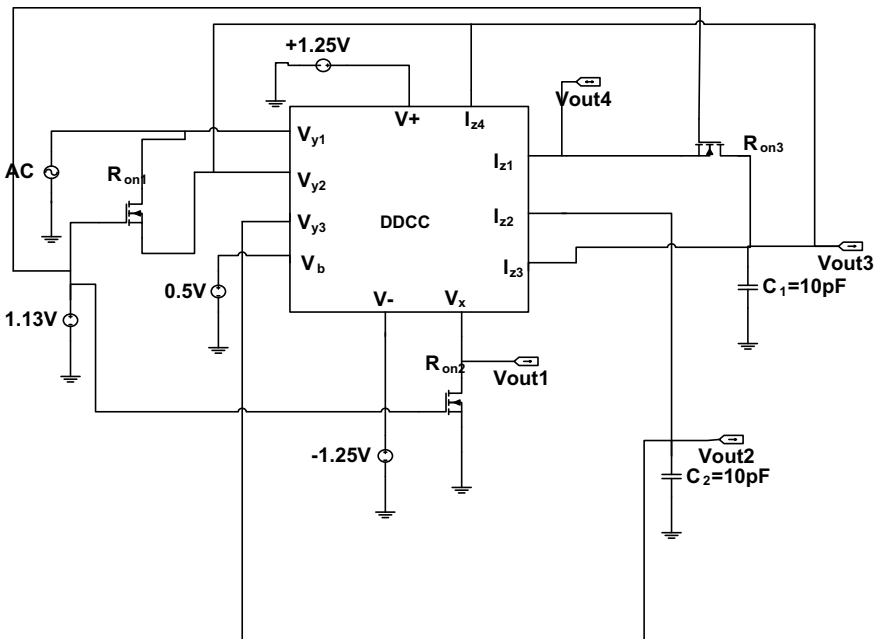 +1.25V
V+
Iz4
Vout4
Vy1
Iz1
Ron3
AC
Ron1
Vy2
Vy3
DDCC
Iz2
Vb
Iz3
Vout3
0.5V
V-
Vx
C1=10pF
1.13V
Ron2
Vout1
-1.25V
Vout2
C2=10pF